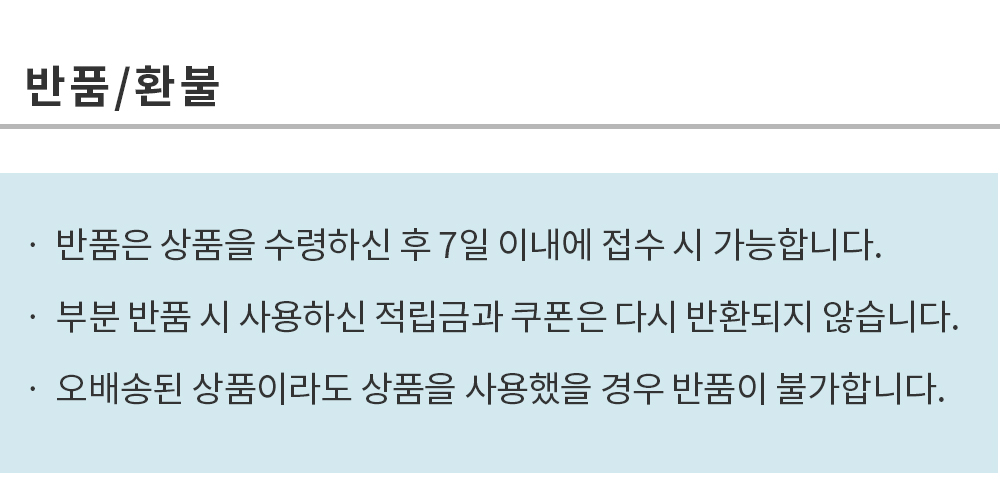 반품/환불
· 반품은 상품을 수령하신 후 7일 이내에 접수 시 가능합니다.
· 부분 반품 시 사용하신 적립금과 쿠폰은 다시 반환되지 않습니다.
· 오배송된 상품이라도 상품을 사용했을 경우 반품이 불가합니다.